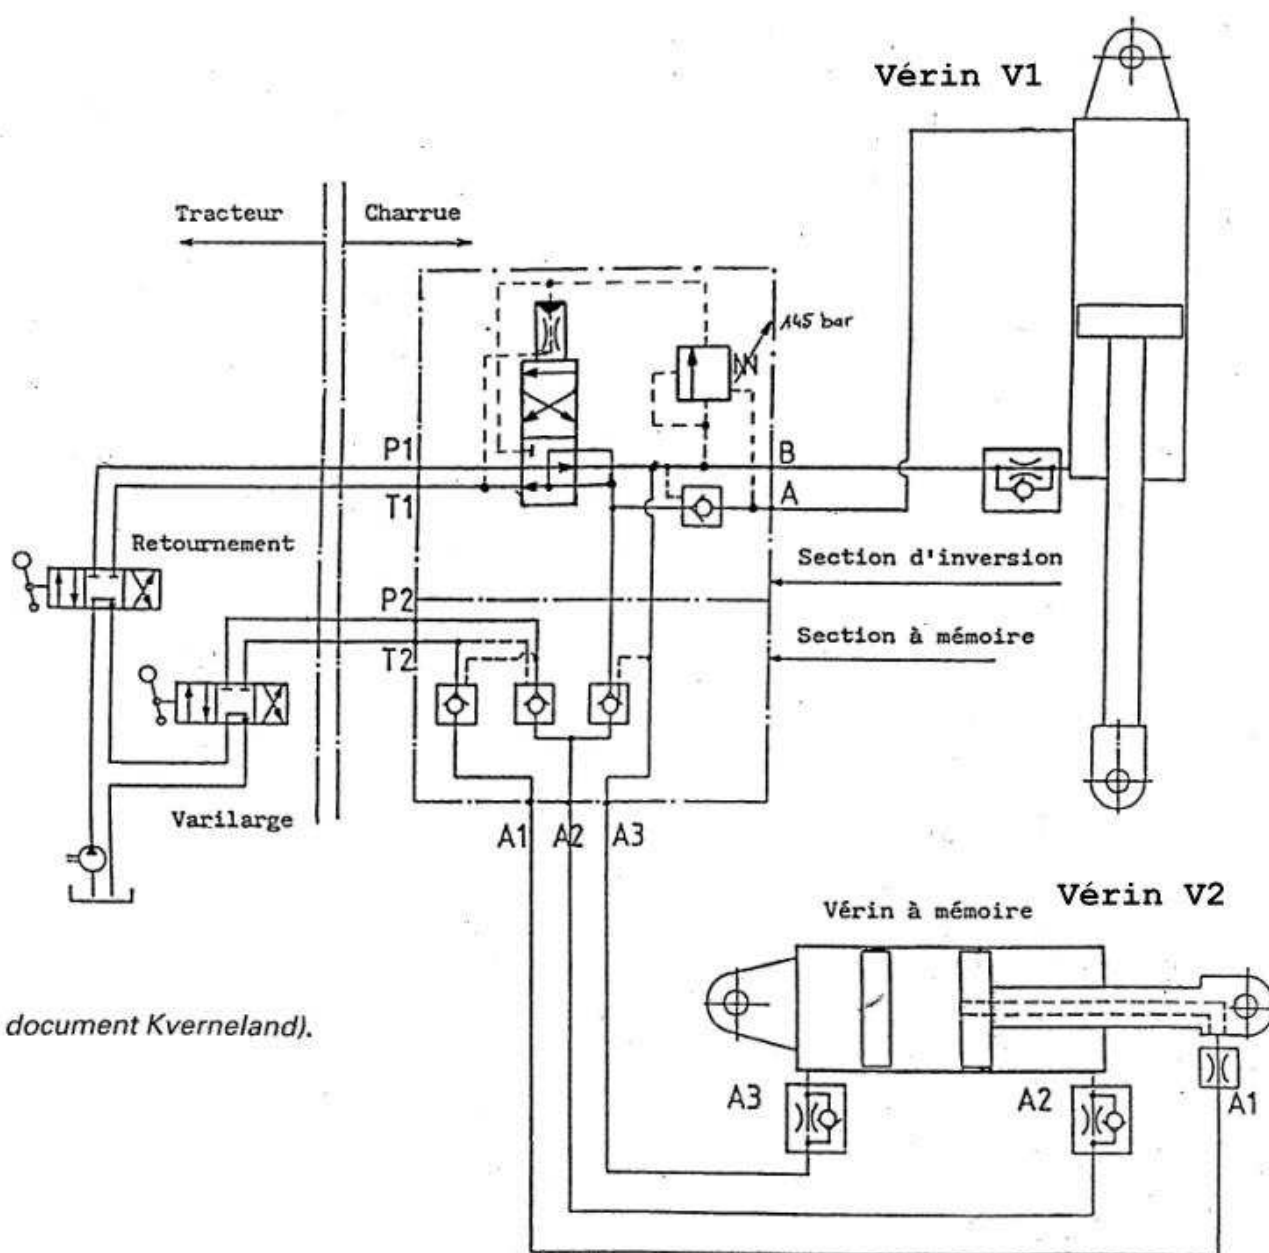 Vérin V1
Tracteur
Charrue
145 bar
P1
B
T1
A
Retournement
Section d'inversion
P2
Section à mémoire
T2
Varilarge
A1
A2
A3
Vérin à mémoire
Vérin V2
document Kverneland).
A3
A2
A1